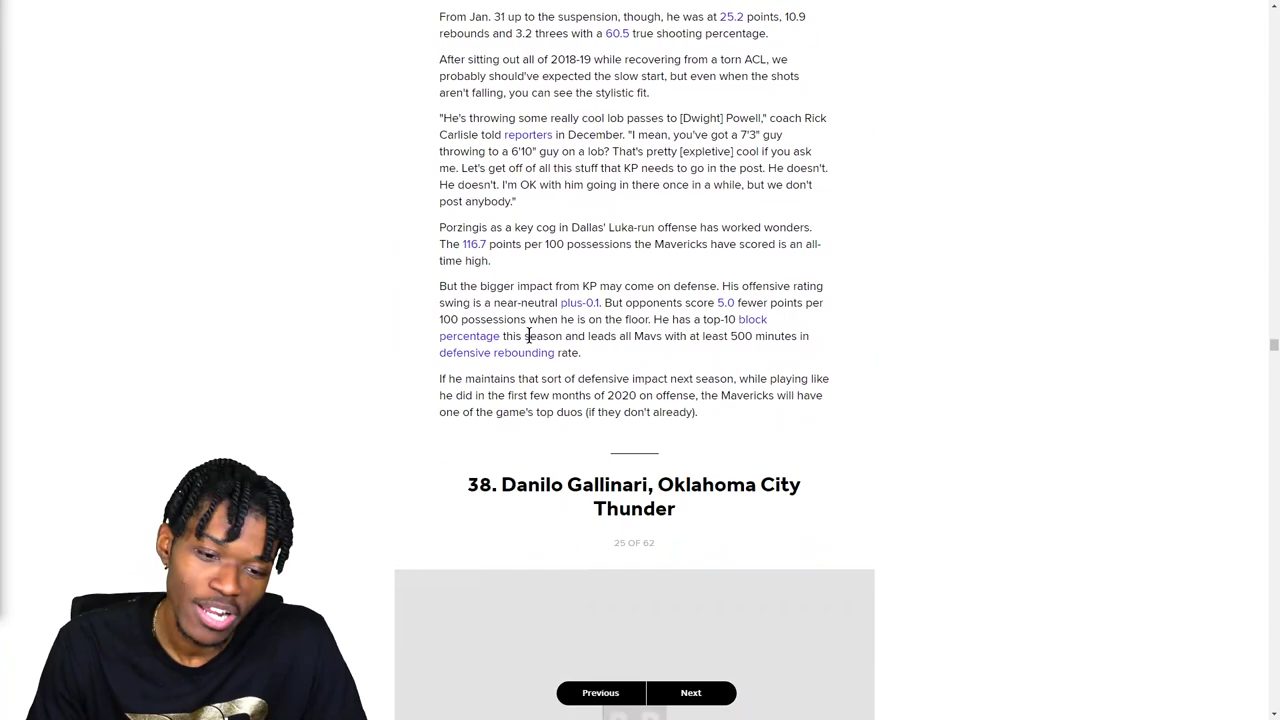 From Jan. 31 up to the suspension, though, he was at 25.2 points, 10.9
rebounds and 3.2 threes with a 60.5 true shooting percentage.
After sitting out all of 2018-19 while recovering from a torn ACL, we
probably should've expected the slow start, but even when the shots
aren't falling, you can see the stylistic fit.
"He's throwing some really cool lob passes to [Dwight] Powell," coach Rick
Carlisle told reporters in December. "I mean, you've got a 7'3" guy
throwing to a 6'10" guy on a lob? That's pretty [expletive] cool if you ask
me. Let's get off of all this stuff that KP needs to go in the post. He doesn't.
He doesn't. I'm OK with him going in there once in a while, but we don't
post anybody."
Porzingis as a key cog in Dallas' Luka-run offense has worked wonders.
The 116.7 points per 100 possessions the Mavericks have scored is an all-
time high.
But the bigger impact from KP may come on defense. His offensive rating
swing is a near-neutral plus-0.1. But opponents score 5.0 fewer points per
100 possessions when he is on the floor. He has a top-10 block
percentage this season and leads all Mavs with at least 500 minutes in
defensive rebounding rate.
If he maintains that sort of defensive impact next season, while playing like
he did in the first few months of 2020 on offense, the Mavericks will have
one of the game's top duos (if they don't already).
38. Danilo Gallinari, Oklahoma City
Thunder
25 OF 62
Previous
Next